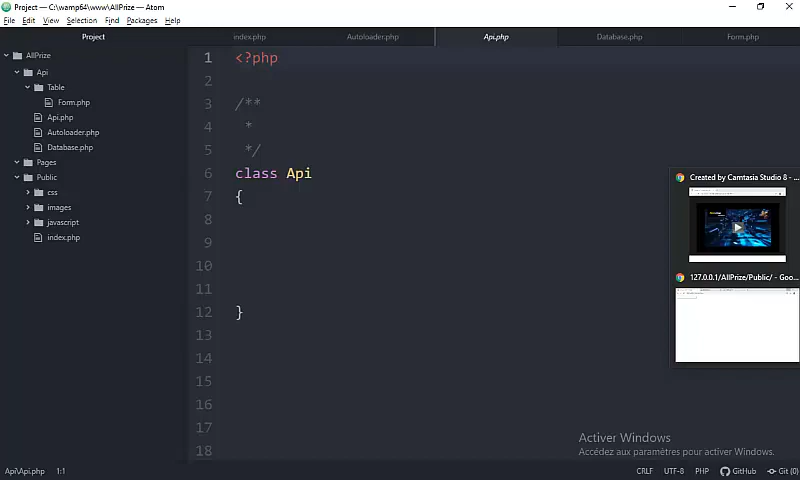 Project — C:\wamp64\www\AllPrize — Atom
File Edit View Selection Find Packages Help
Project
index.php Autoloader.php Api.php Database.php Form.php
AllPrize
Api
Table
Form.php
Api.php
Autoloader.php
Database.php
Pages
Public
css
images
javascript
index.php
1 <?php
2
3 /**
4 *
5 */
6 class Api
7 {
8
9
10
11
12 }
13
14
15
16
17
18
Created by Camtasia Studio 8 - ...
127.0.0.1/AllPrize/Public/ - Goo...
Activer Windows
Accédez aux paramètres pour activer Windows.
Api\Api.php 1:1 CRLF UTF-8 PHP GitHub Git (0)